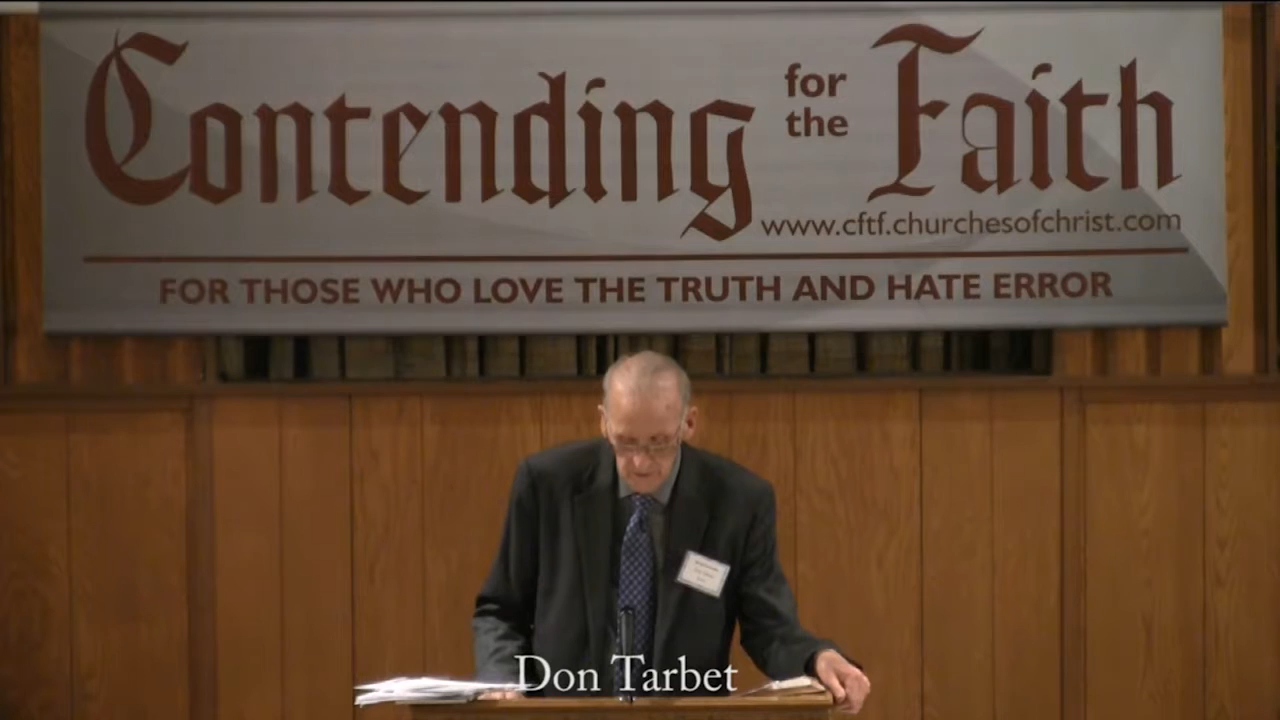 Contending for the Faith
www.cftf.churchesofchrist.com
FOR THOSE WHO LOVE THE TRUTH AND HATE ERROR
Don Tarbet